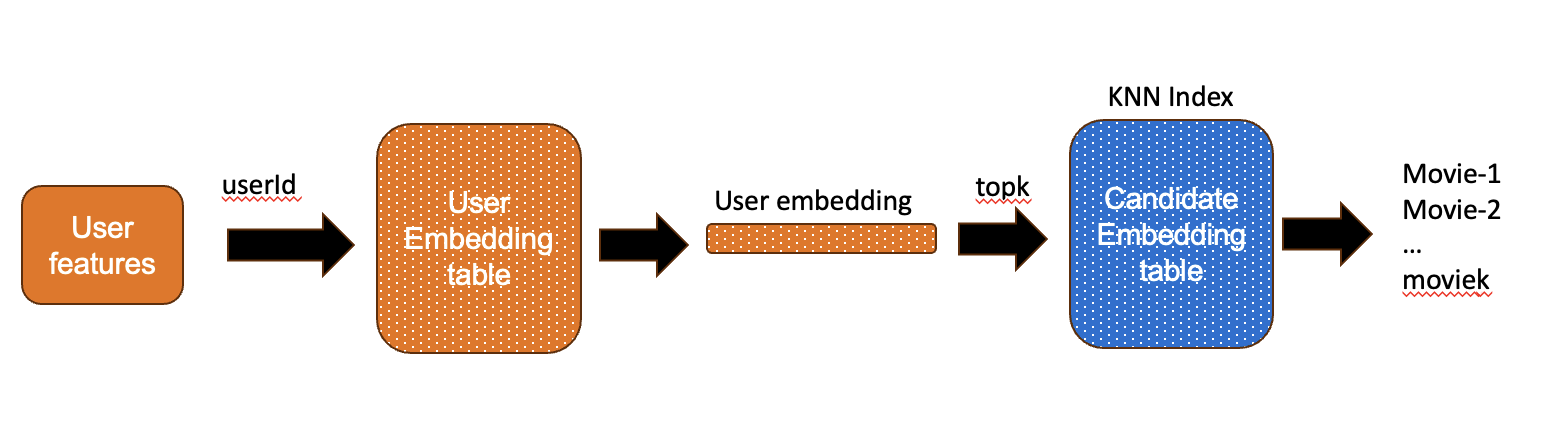 User
features
userId
User
Embedding
table
User embedding
topk
KNN Index
Candidate
Embedding
table
Movie-1
Movie-2
...
moviek